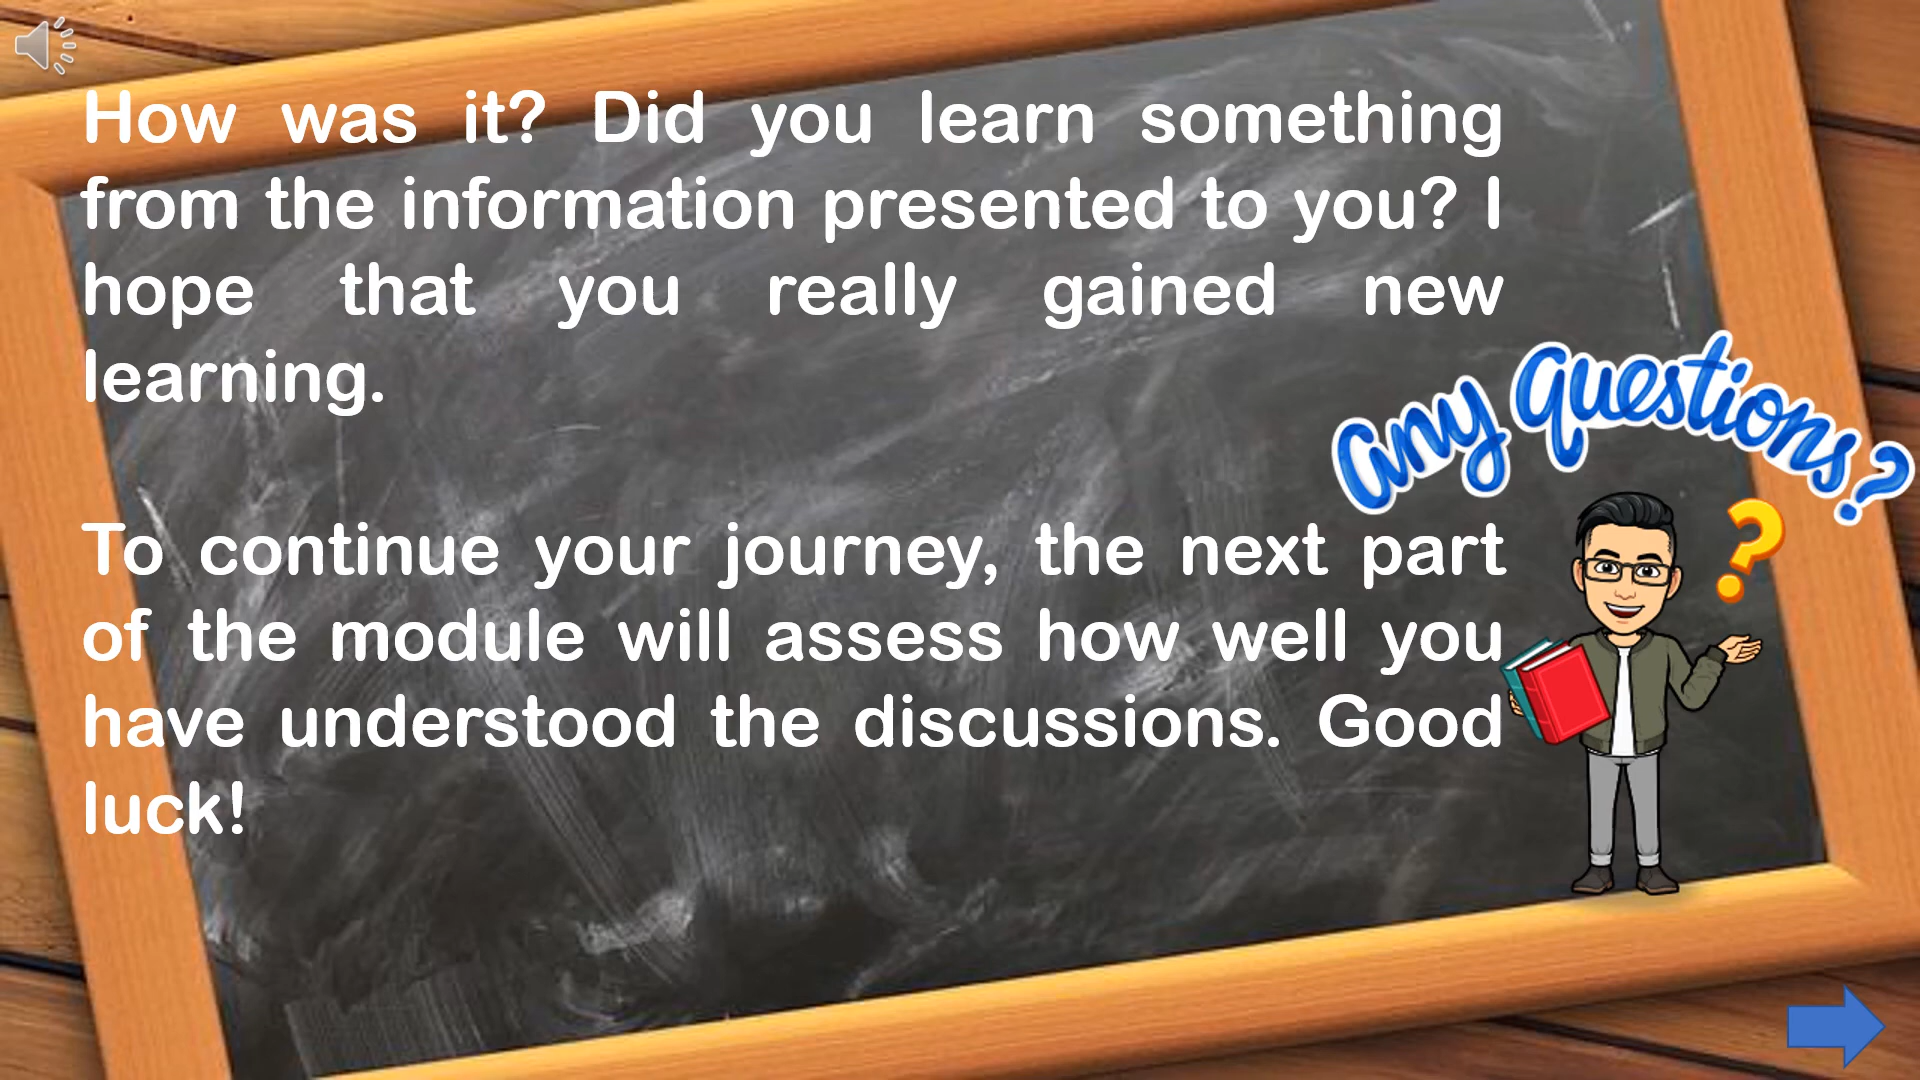 How was it? Did you learn something
from the information presented to you? I
hope that you really gained new
learning.
any questions?
To continue your journey, the next part
of the module will assess how well you
have understood the discussions. Good
luck!
?